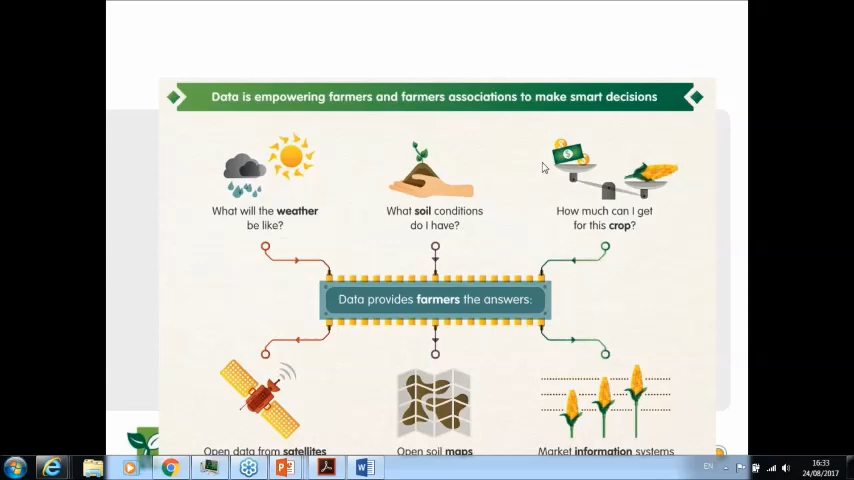 Data is empowering farmers and farmers associations to make smart decisions
What will the weather
be like?
What soil conditions
do I have?
How much can I get
for this crop?
Data provides farmers the answers:
Open data from satellites
Open soil maps
Market information systems
EN
16:33
24/08/2017